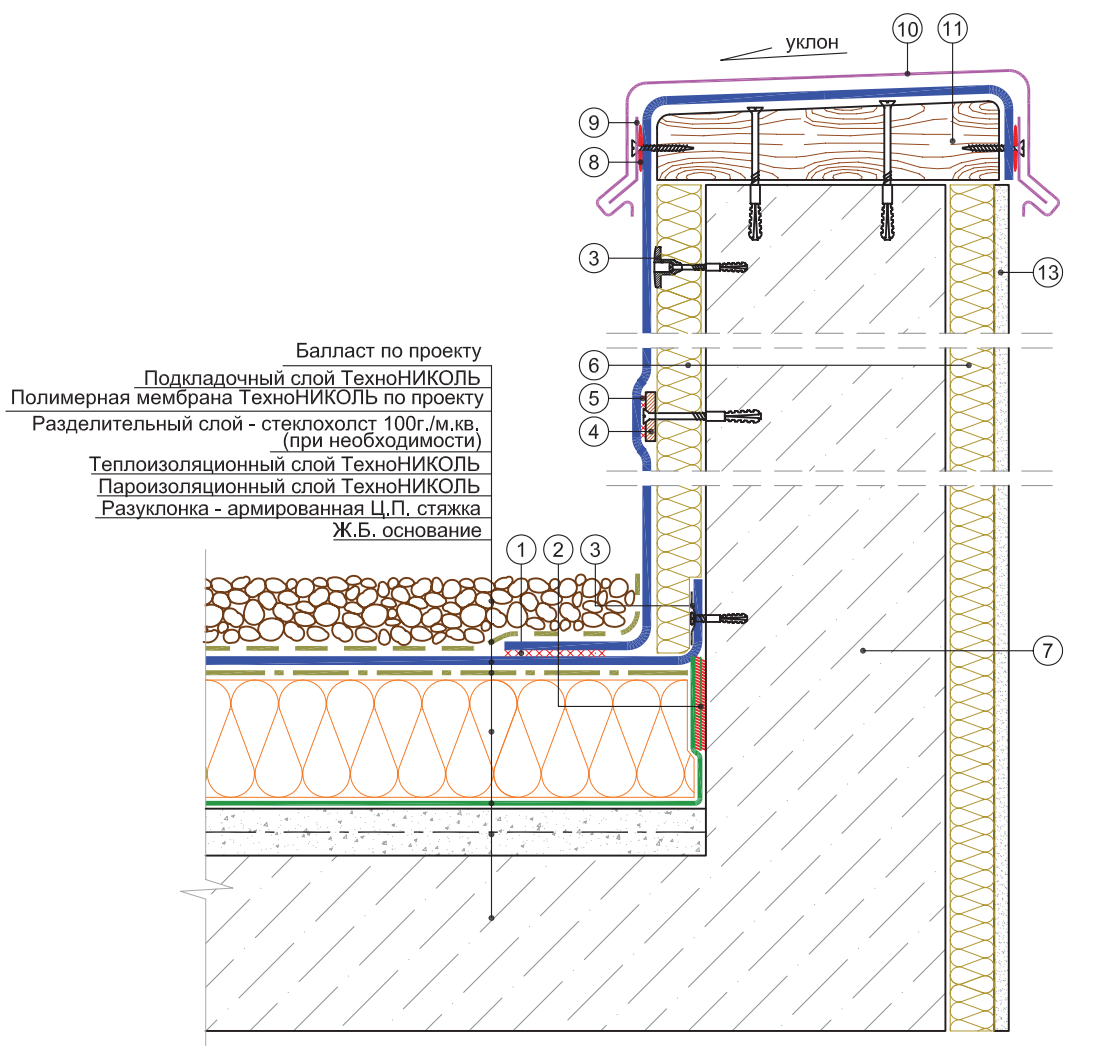 уклон
10
11
9
8
3
13
6
5
4
Балласт по проекту
Подкладочный слой ТехноНИКОЛЬ
Полимерная мембрана ТехноНИКОЛЬ по проекту
Разделительный слой - стеклохолст 100г./м.кв.
(при необходимости)
Теплоизоляционный слой ТехноНИКОЛЬ
Пароизоляционный слой ТехноНИКОЛЬ
Разуклонка - армированная Ц.П. стяжка
Ж.Б. основание
1
2
3
7